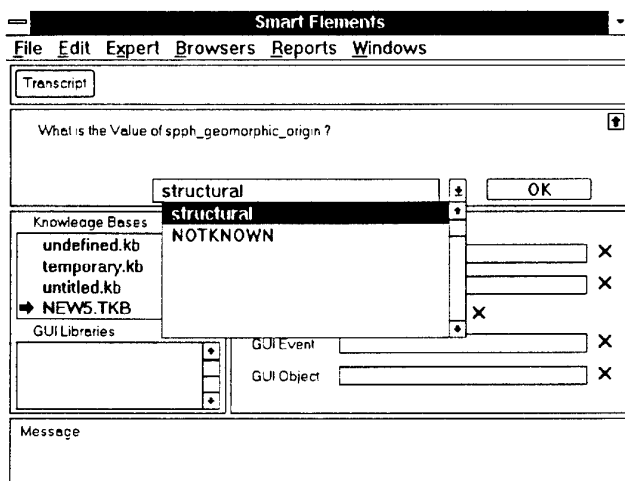 Smart Elements
File Edit Expert Browsers Reports Windows
Transcript
What is the Value of spph_geomorphic_origin ?
structural
OK
structural
NOTKNOWN
Knowledge Bases
undefined.kb
temporary.kb
untitled.kb
NEW5.TKB
GUI Libraries
GUI Event
GUI Object
Message